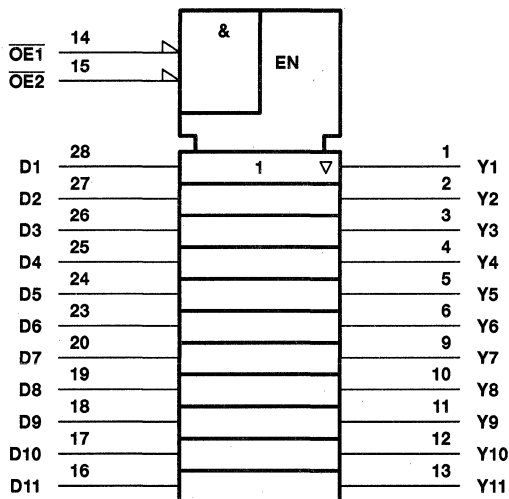 &
EN
O̅E̅1̅ 14
O̅E̅2̅ 15
D1 28 1 ▽ 1 Y1
D2 27 2 Y2
D3 26 3 Y3
D4 25 4 Y4
D5 24 5 Y5
D6 23 6 Y6
D7 20 9 Y7
D8 19 10 Y8
D9 18 11 Y9
D10 17 12 Y10
D11 16 13 Y11